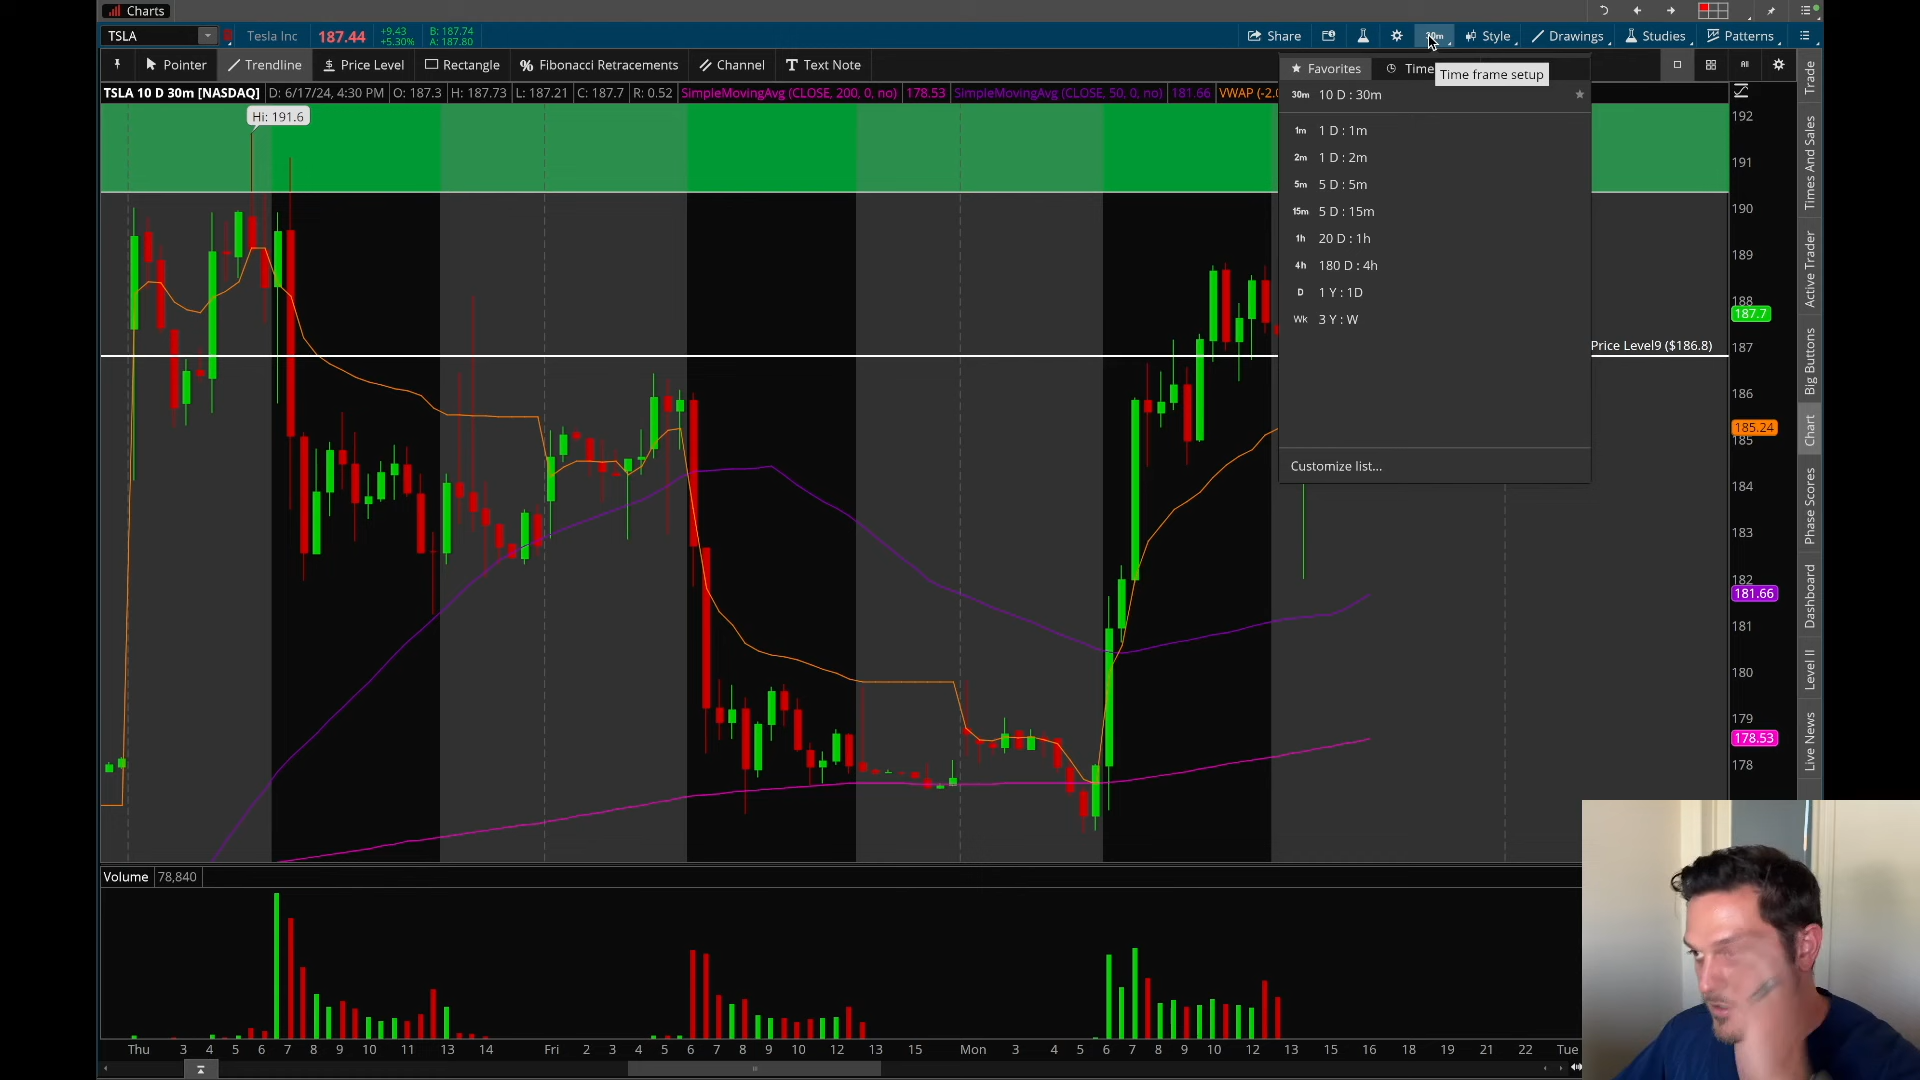 Charts
TSLA
Tesla Inc
187.44
+9.43
+5.30%
B: 187.74
A: 187.80
Share
30m
Style
Drawings
Studies
Patterns
Pointer
Trendline
$ Price Level
Rectangle
% Fibonacci Retracements
Channel
T Text Note
Favorites
Time
Time frame setup
TSLA 10 D 30m [NASDAQ]
D: 6/17/24, 4:30 PM
O: 187.3
H: 187.73
L: 187.21
C: 187.7
R: 0.52
SimpleMovingAvg (CLOSE, 200, 0, no)
178.53
SimpleMovingAvg (CLOSE, 50, 0, no)
181.66
VWAP (-2.0
30m 10 D : 30m
1m 1 D : 1m
2m 1 D : 2m
5m 5 D : 5m
15m 5 D : 15m
1h 20 D : 1h
4h 180 D : 4h
D 1 Y : 1D
Wk 3 Y : W
Customize list...
Hi: 191.6
Price Level9 ($186.8)
192
191
190
189
188
187.7
187
186
185.24
185
184
183
182
181.66
181
180
179
178.53
178
Trade
Times And Sales
Active Trader
Big Buttons
Chart
Phase Scores
Dashboard
Level II
Live News
Volume 78,840
Thu 3 4 5 6 7 8 9 10 11 13 14 Fri 2 3 4 5 6 7 8 9 10 12 13 15 Mon 3 4 5 6 7 8 9 10 12 13 15 16 18 19 21 22 Tue